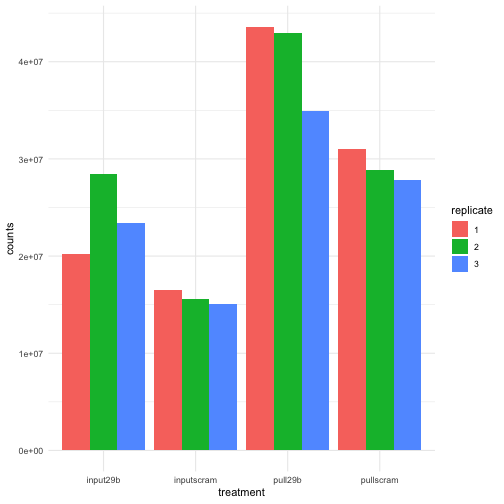 4e+07
3e+07
2e+07
1e+07
0e+00
counts
input29b
inputscram
pull29b
pullscram
treatment
replicate
1
2
3